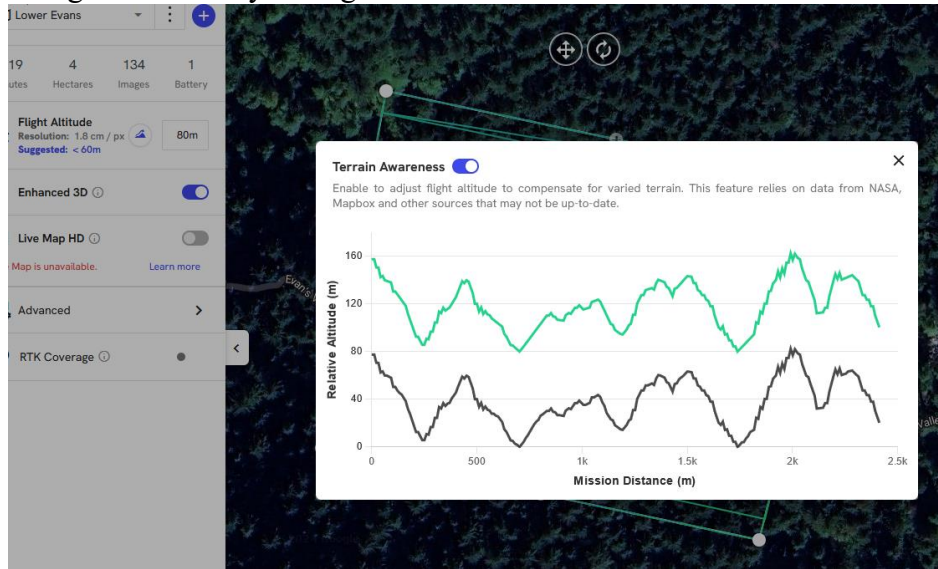 Lower Evans
19 4 134 1
utes Hectares Images Battery
Flight Altitude
Resolution: 1.8 cm / px
80m
Suggested: < 60m
Enhanced 3D
Live Map HD
Map is unavailable. Learn more
Advanced
RTK Coverage
Evan's
Terrain Awareness
Enable to adjust flight altitude to compensate for varied terrain. This feature relies on data from NASA,
Mapbox and other sources that may not be up-to-date.
Relative Altitude (m)
160
120
80
40
0
0 500 1k 1.5k 2k 2.5k
Mission Distance (m)
Valle